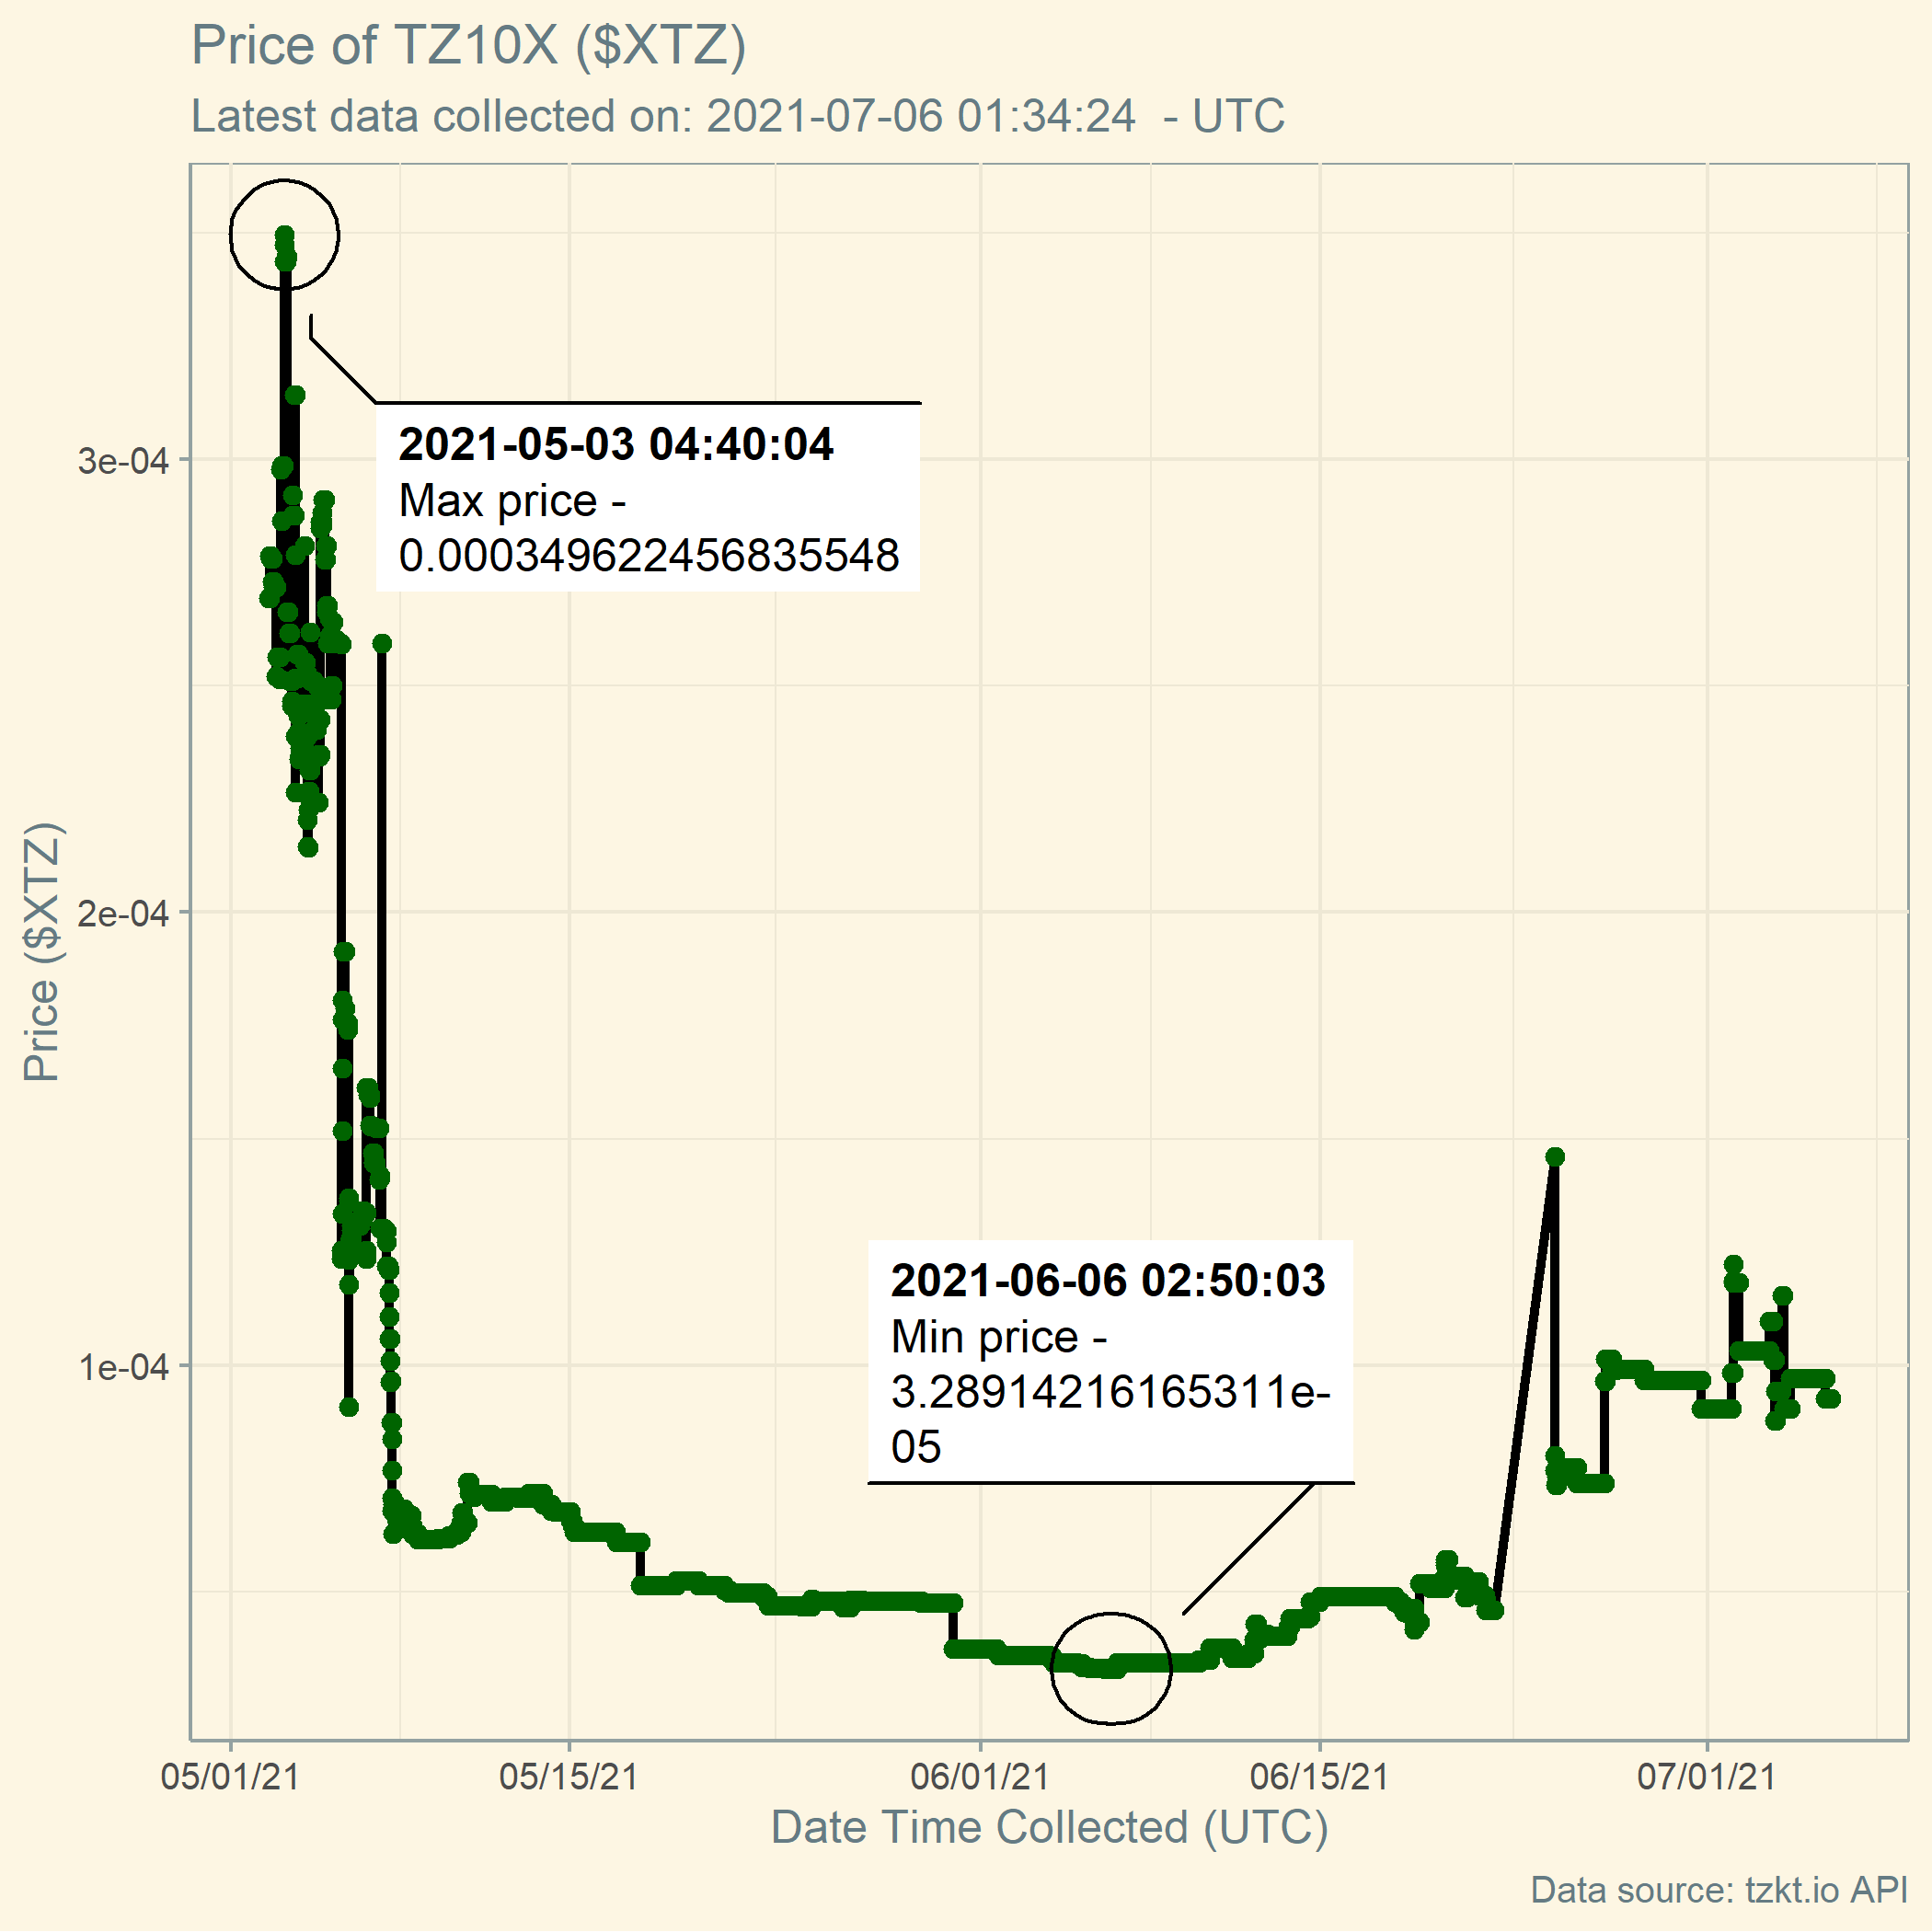 Price of TZ10X ($XTZ)
Latest data collected on: 2021-07-06 01:34:24  - UTC
2021-05-03 04:40:04
Max price -
0.000349622456835548
3e-04
2e-04
1e-04
Price ($XTZ)
2021-06-06 02:50:03
Min price -
3.28914216165311e-
05
05/01/21
05/15/21
06/01/21
06/15/21
07/01/21
Date Time Collected (UTC)
Data source: tzkt.io API